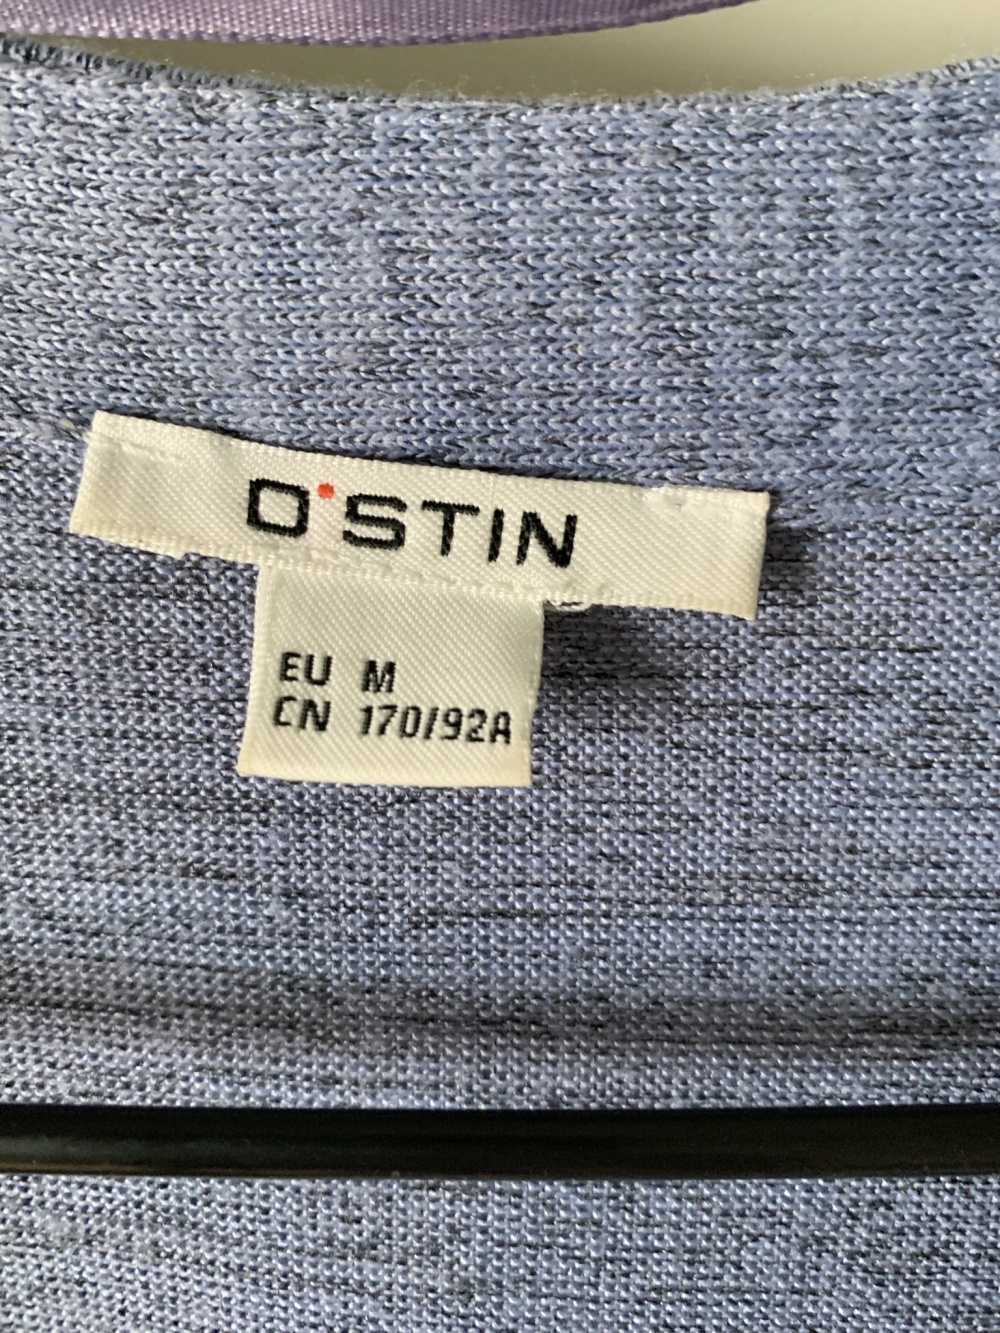 O'STIN
EU M
CN 170/92A